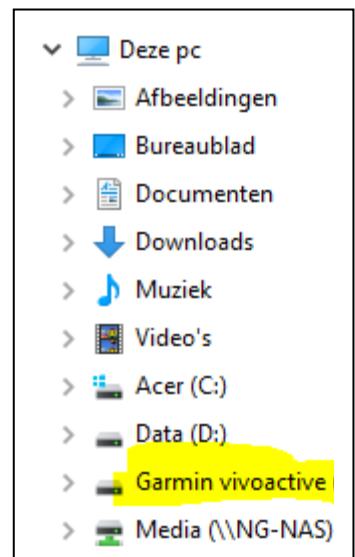 Deze pc
Afbeeldingen
Bureaublad
Documenten
Downloads
Muziek
Video's
Acer (C:)
Data (D:)
Garmin vivoactive (
Media (\\NG-NAS)